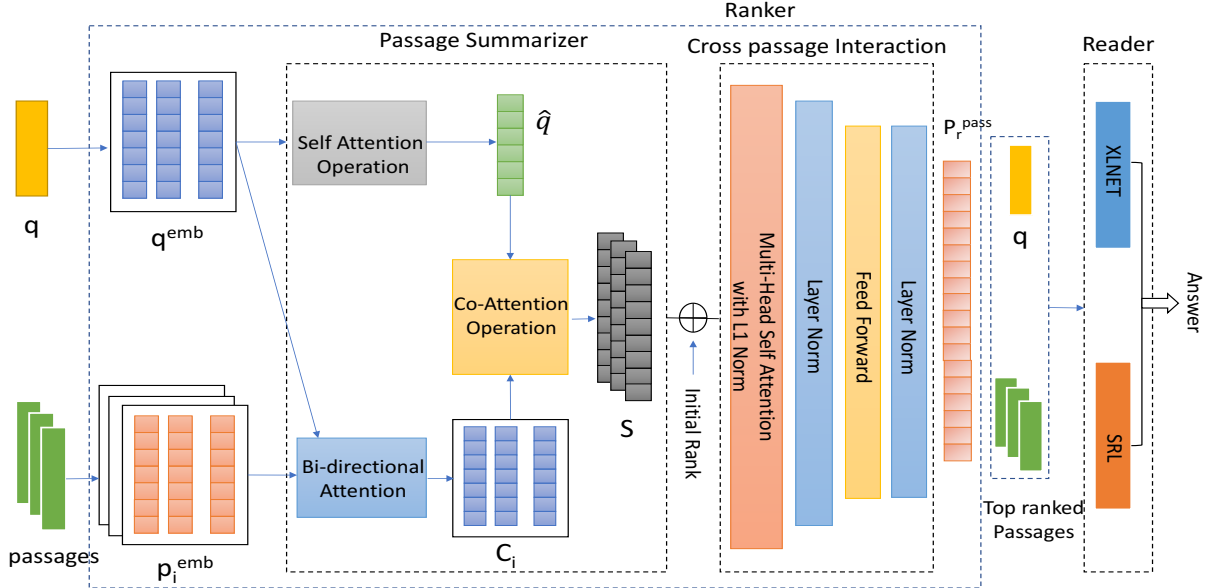 Ranker
Passage Summarizer
Cross passage Interaction
Reader
q
q^emb
Self Attention
Operation
q̂
Co-Attention
Operation
S
passages
p_i^emb
Bi-directional
Attention
C_i
Initial Rank
Multi-Head Self Attention
with L1 Norm
Layer Norm
Feed Forward
Layer Norm
P_r^pass
q
Top ranked
Passages
XLNET
SRL
Answer